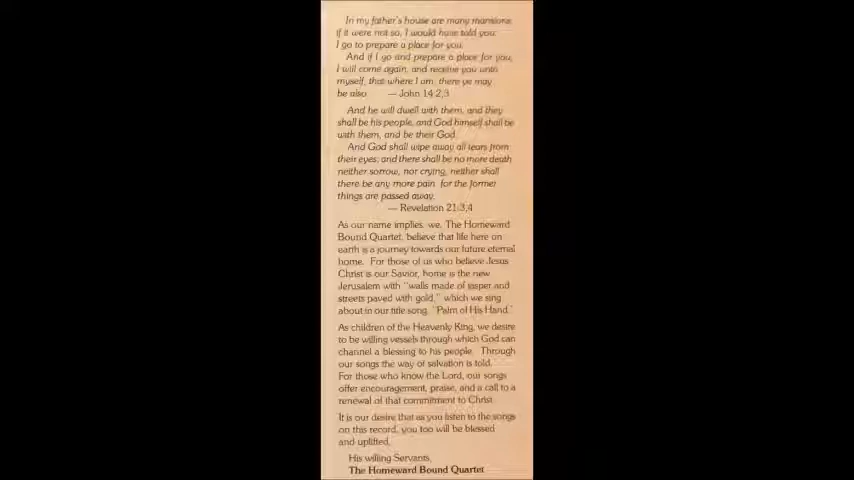 In my father's house are many mansions:
if it were not so, I would have told you.
I go to prepare a place for you.
And if I go and prepare a place for you,
I will come again, and receive you unto
myself, that where I am, there ye may
be also. — John 14:2,3
And he will dwell with them, and they
shall be his people, and God himself shall be
with them, and be their God.
And God shall wipe away all tears from
their eyes; and there shall be no more death
neither sorrow, nor crying, neither shall
there be any more pain: for the former
things are passed away.
— Revelation 21:3,4
As our name implies, we, The Homeward
Bound Quartet, believe that life here on
earth is a journey towards our future eternal
home. For those of us who believe Jesus
Christ is our Savior, home is the new
Jerusalem with "walls made of jasper and
streets paved with gold," which we sing
about in our title song, "Palm of His Hand."
As children of the Heavenly King, we desire
to be willing vessels through which God can
channel a blessing to his people. Through
our songs the way of salvation is told.
For those who know the Lord, our songs
offer encouragement, praise, and a call to a
renewal of that commitment to Christ.
It is our desire that as you listen to the songs
on this record, you too will be blessed
and uplifted.
His willing Servants,
The Homeward Bound Quartet